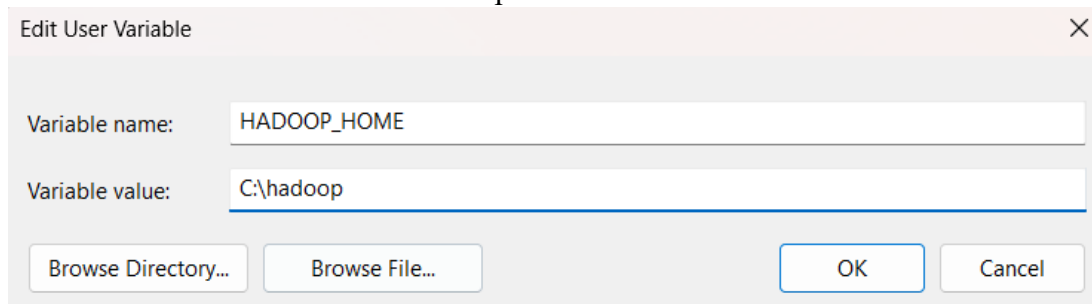 Edit User Variable
Variable name: HADOOP_HOME
Variable value: C:\hadoop
Browse Directory... Browse File... OK Cancel